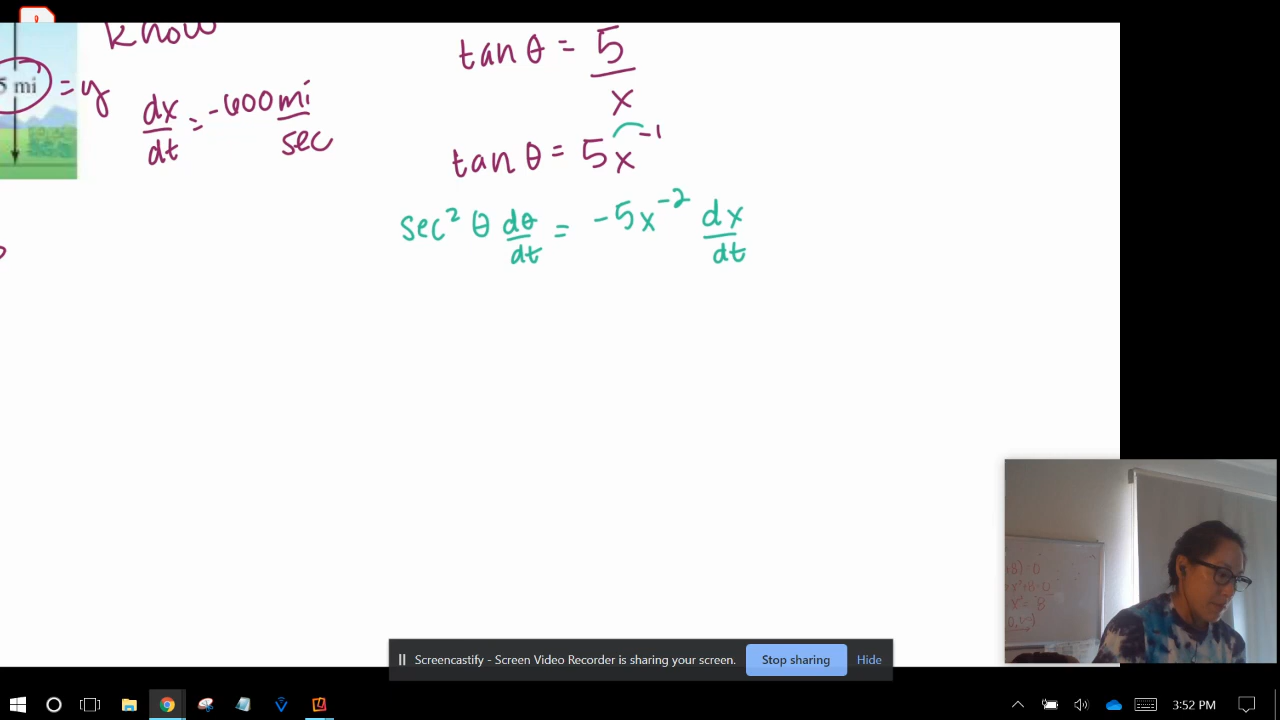 know
5 mi = y
dx/dt = -600 mi/sec
tan θ = 5/x
tan θ = 5x⁻¹
sec² θ dθ/dt = -5x⁻² dx/dt
Screencastify - Screen Video Recorder is sharing your screen.
Stop sharing
Hide
3:52 PM